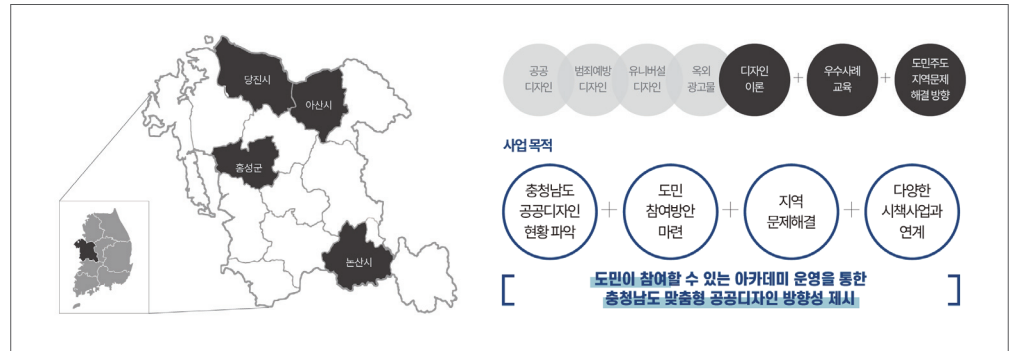 당진시
아산시
홍성군
논산시
공공
디자인
범죄예방
디자인
유니버설
디자인
옥외
광고물
디자인
이론
+
우수사례
교육
+
도민주도
지역문제
해결 방향
사업 목적
충청남도
공공디자인
현황 파악
+
도민
참여방안
마련
+
지역
문제해결
+
다양한
시책사업과
연계
도민이 참여할 수 있는 아카데미 운영을 통한
충청남도 맞춤형 공공디자인 방향성 제시